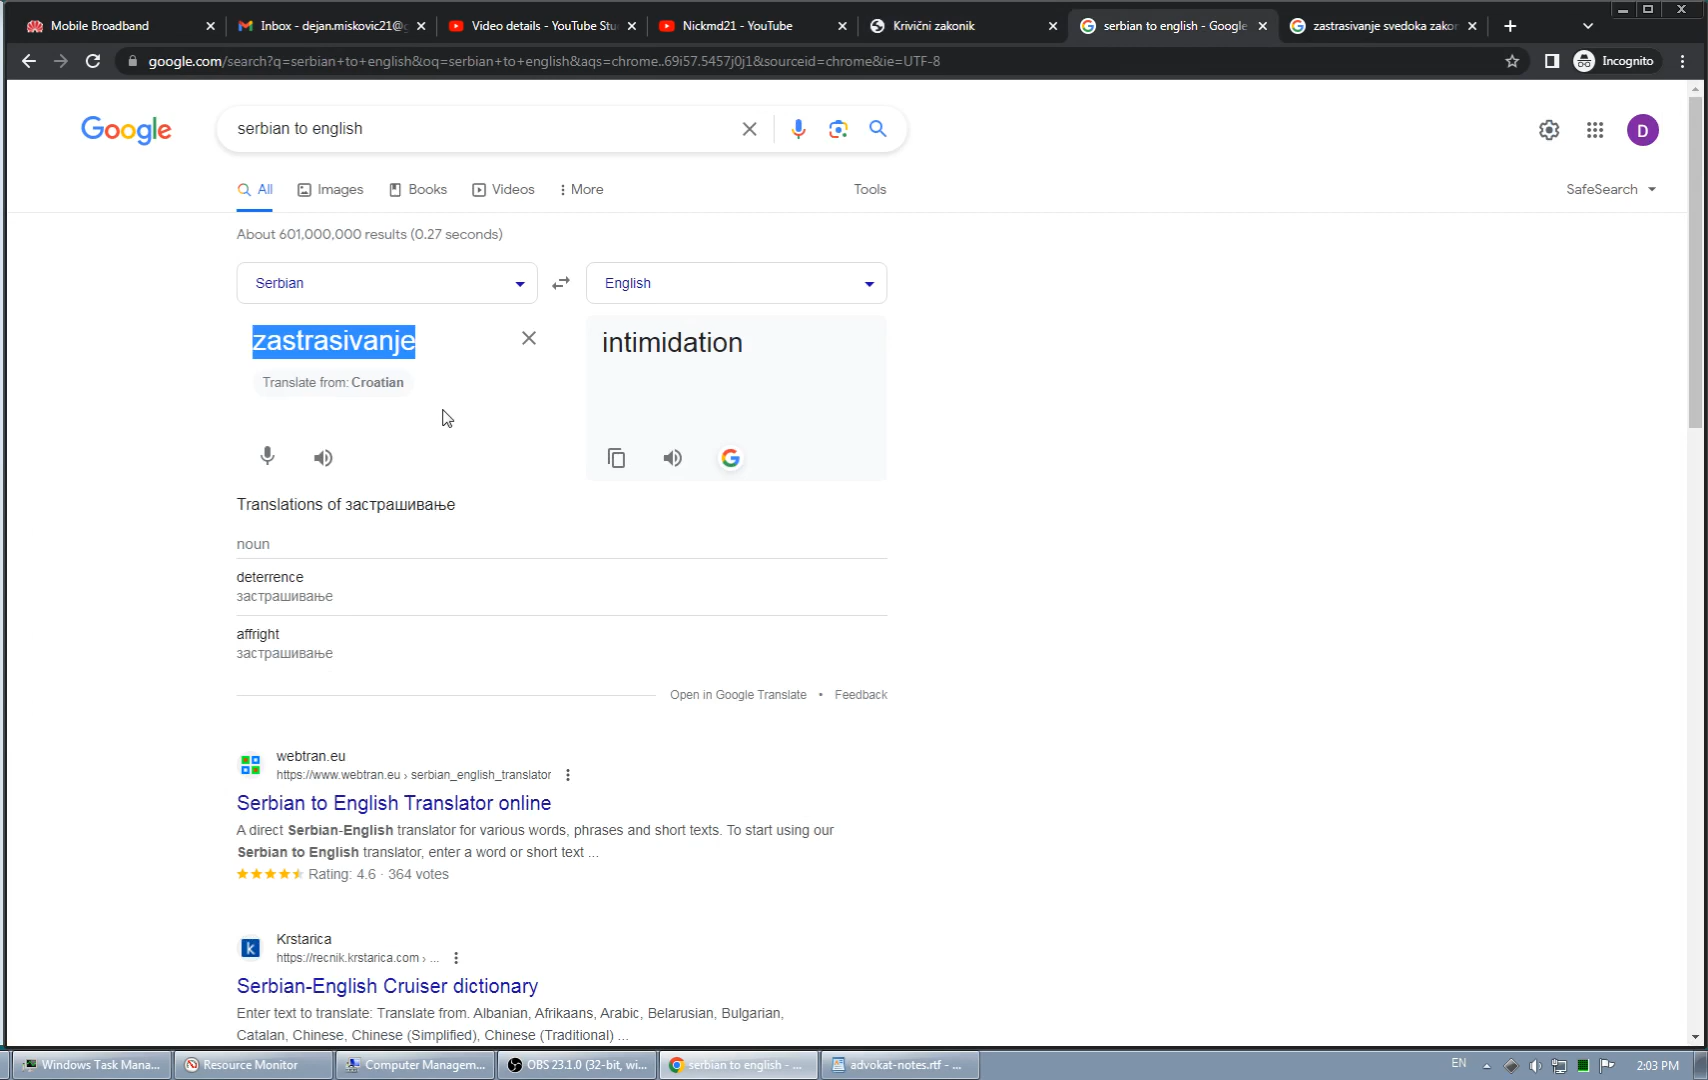 Mobile Broadband
Inbox - dejan.miskovic21@g
Video details - YouTube Stu
Nickmd21 - YouTube
Krivični zakonik
serbian to english - Google
zastrasivanje svedoka zakon
google.com/search?q=serbian+to+english&oq=serbian+to+english&aqs=chrome..69i57.5457j0j1&sourceid=chrome&ie=UTF-8
Incognito
Google
serbian to english
D
All
Images
Books
Videos
More
Tools
SafeSearch
About 601,000,000 results (0.27 seconds)
Serbian
English
zastrasivanje
intimidation
Translate from: Croatian
Translations of застрашивање
noun
deterrence
застрашивање
affright
застрашивање
Open in Google Translate • Feedback
webtran.eu
https://www.webtran.eu › serbian_english_translator
Serbian to English Translator online
A direct Serbian-English translator for various words, phrases and short texts. To start using our
Serbian to English translator, enter a word or short text ...
Rating: 4.6 · 364 votes
k
Krstarica
https://recnik.krstarica.com › ...
Serbian-English Cruiser dictionary
Enter text to translate: Translate from. Albanian, Afrikaans, Arabic, Belarusian, Bulgarian,
Catalan, Chinese, Chinese (Simplified), Chinese (Traditional) ...
Windows Task Mana...
Resource Monitor
Computer Managem...
OBS 23.1.0 (32-bit, wi...
serbian to english - ...
advokat-notes.rtf - ...
EN
2:03 PM